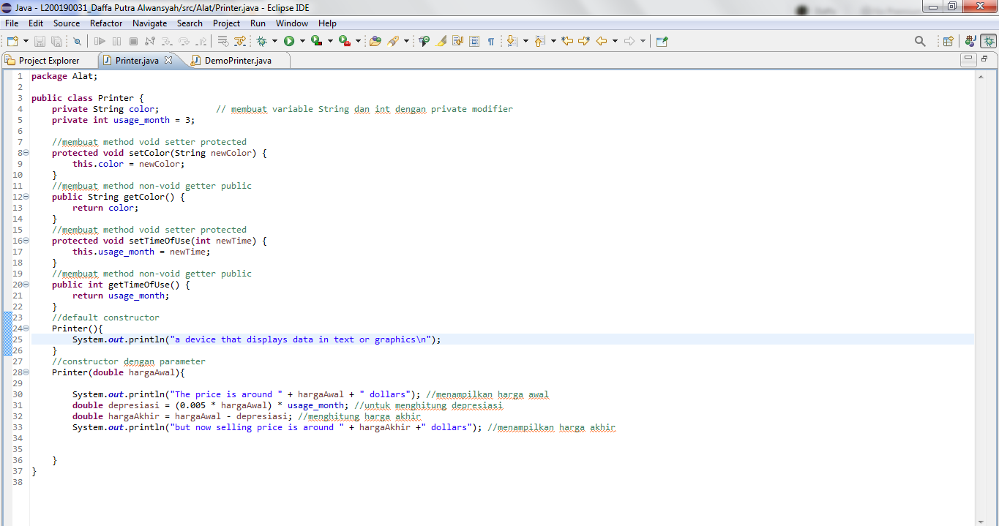 Java - L200190031_Daffa Putra Alwansyah/src/Alat/Printer.java - Eclipse IDE
File Edit Source Refactor Navigate Search Project Run Window Help
Project Explorer Printer.java DemoPrinter.java
1 package Alat;
2
3 public class Printer {
4 private String color; // membuat variable String dan int dengan private modifier
5 private int usage_month = 3;
6
7 //membuat method void setter protected
8 protected void setColor(String newColor) {
9 this.color = newColor;
10 }
11 //membuat method non-void getter public
12 public String getColor() {
13 return color;
14 }
15 //membuat method void setter protected
16 protected void setTimeOfUse(int newTime) {
17 this.usage_month = newTime;
18 }
19 //membuat method non-void getter public
20 public int getTimeOfUse() {
21 return usage_month;
22 }
23 //default constructor
24 Printer(){
25 System.out.println("a device that displays data in text or graphics\n");
26 }
27 //constructor dengan parameter
28 Printer(double hargaAwal){
29
30 System.out.println("The price is around " + hargaAwal + " dollars"); //menampilkan harga awal
31 double depresiasi = (0.005 * hargaAwal) * usage_month; //untuk menghitung depresiasi
32 double hargaAkhir = hargaAwal - depresiasi; //menghitung harga akhir
33 System.out.println("but now selling price is around " + hargaAkhir +" dollars"); //menampilkan harga akhir
34
35
36 }
37 }
38